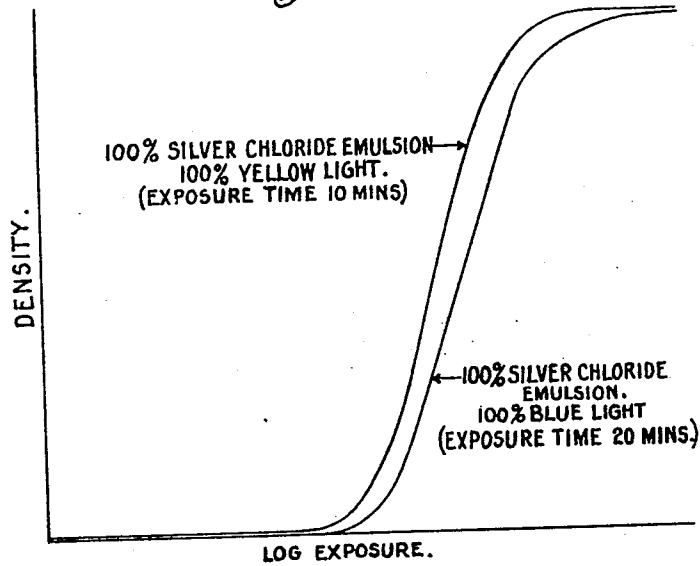 100% SILVER CHLORIDE EMULSION
100% YELLOW LIGHT.
(EXPOSURE TIME 10 MINS)
DENSITY.
100% SILVER CHLORIDE
EMULSION.
100% BLUE LIGHT
(EXPOSURE TIME 20 MINS.)
LOG EXPOSURE.